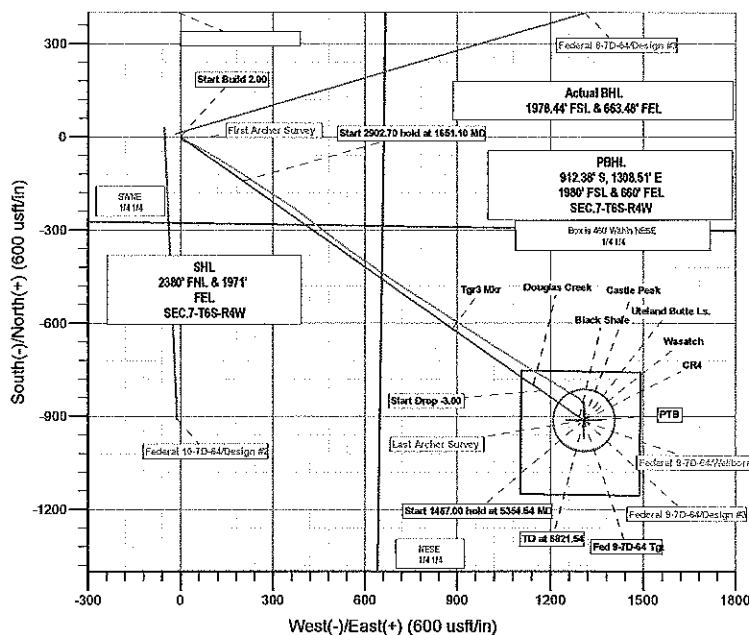 Federal 8-7D-64/Design #3
Start Build 2.00
Actual BHL
1978.44' FSL & 663.48' FEL
First Archer Survey
Start 2902.70 hold at 1651.10 MD
PBHL
912.38' S, 1308.51' E
1980' FSL & 660' FEL
SEC.7-T6S-R4W
SWNE
1/4 1/4
Box is 460' Within NESE
1/4 1/4
SHL
2380' FNL & 1971'
FEL
SEC.7-T6S-R4W
Tgr3 Mkr
Douglas Creek
Castle Peak
Black Shale
Uteland Butte Ls.
Wasatch
CR4
Start Drop -3.00
PTB
Last Archer Survey
Federal 10-7D-64/Design #2
Federal 9-7D-64/Wellbore
Federal 9-7D-64/Design #3
Start 1467.00 hold at 5354.54 MD
TD at 6821.54
Fed 9-7D-64 Tgt
NESE
1/4 1/4
400
0
-300
-600
-900
-1200
-300
0
300
600
900
1200
1500
1800
South(-)/North(+) (600 usft/in)
West(-)/East(+) (600 usft/in)